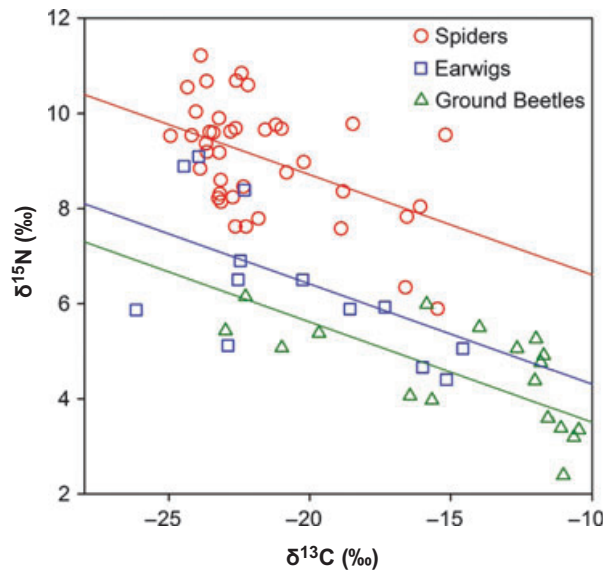 12
10
8
6
4
2
δ15N (‰)
Spiders
Earwigs
Ground Beetles
–25
–20
–15
–10
δ13C (‰)